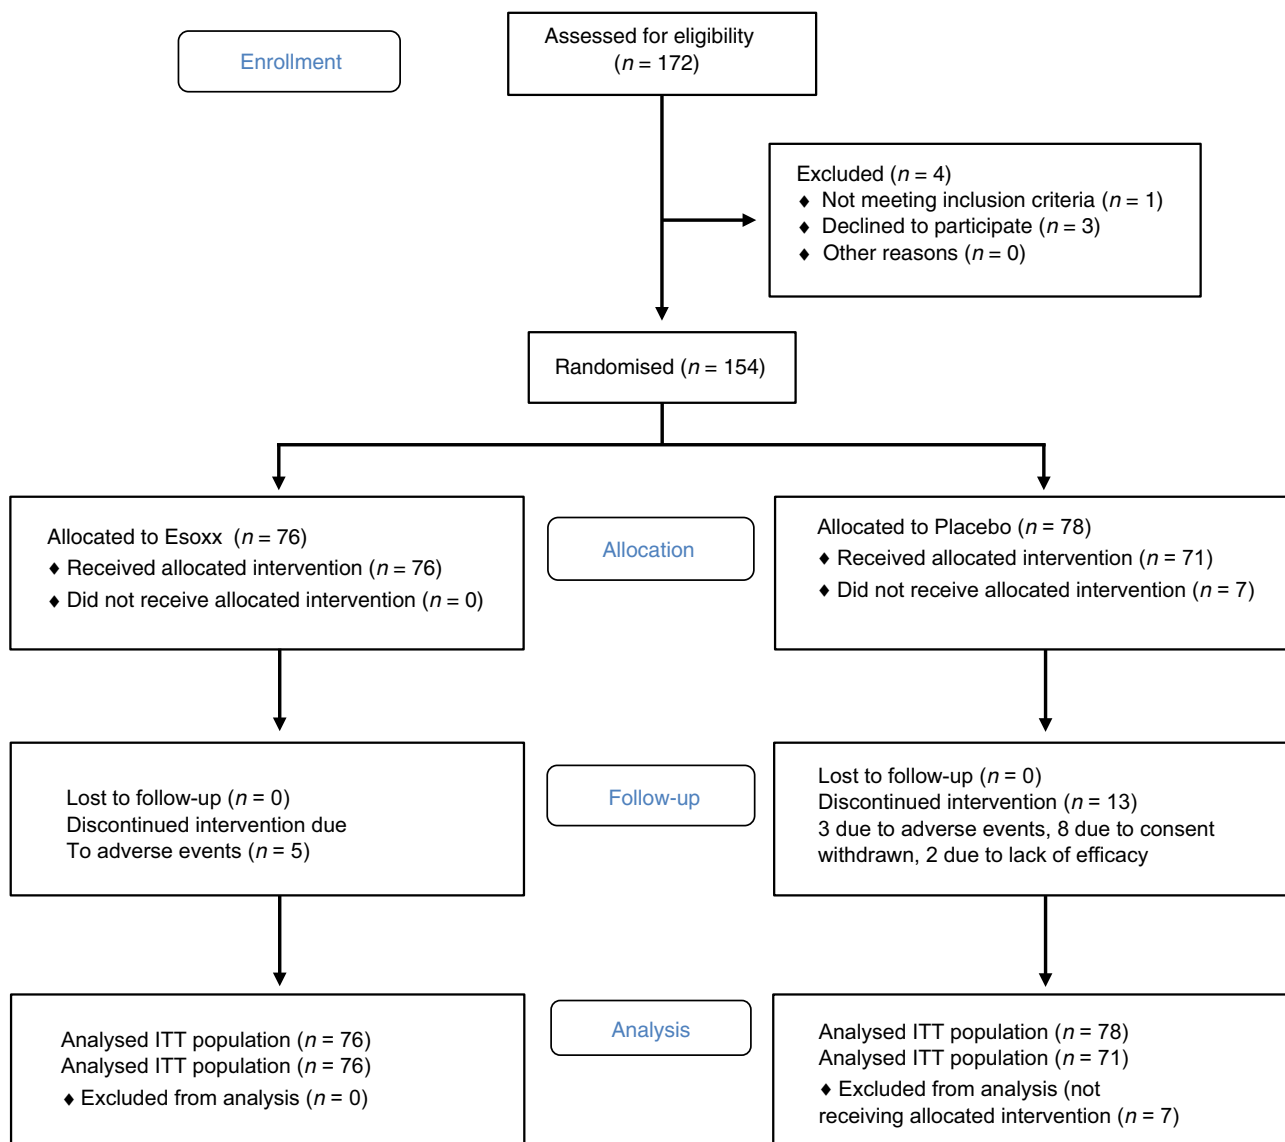 Enrollment
Assessed for eligibility
(n = 172)
Excluded (n = 4)
♦ Not meeting inclusion criteria (n = 1)
♦ Declined to participate (n = 3)
♦ Other reasons (n = 0)
Randomised (n = 154)
Allocated to Esoxx (n = 76)
♦ Received allocated intervention (n = 76)
♦ Did not receive allocated intervention (n = 0)
Allocation
Allocated to Placebo (n = 78)
♦ Received allocated intervention (n = 71)
♦ Did not receive allocated intervention (n = 7)
Lost to follow-up (n = 0)
Discontinued intervention due
To adverse events (n = 5)
Follow-up
Lost to follow-up (n = 0)
Discontinued intervention (n = 13)
3 due to adverse events, 8 due to consent
withdrawn, 2 due to lack of efficacy
Analysed ITT population (n = 76)
Analysed ITT population (n = 76)
♦ Excluded from analysis (n = 0)
Analysis
Analysed ITT population (n = 78)
Analysed ITT population (n = 71)
♦ Excluded from analysis (not
receiving allocated intervention (n = 7)